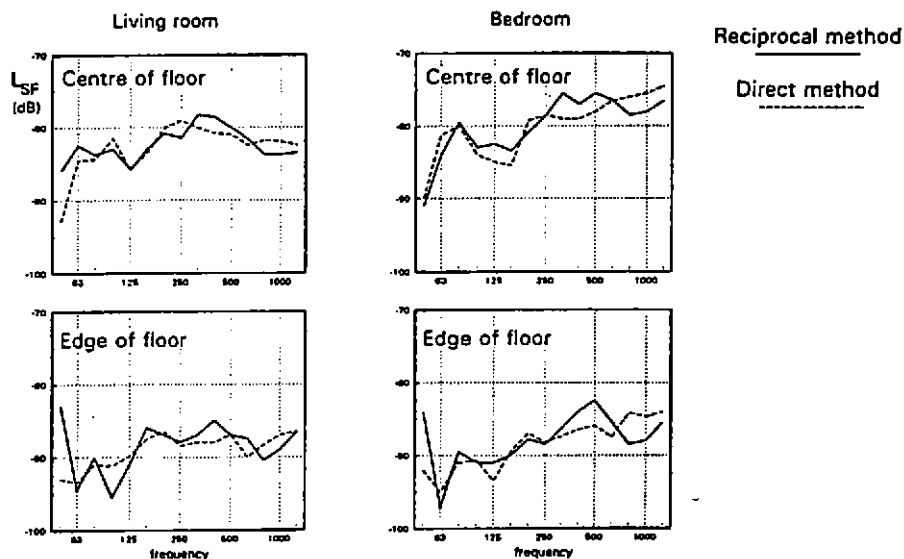 Living room
Bedroom
Reciprocal method
Direct method
L_SF
(dB)
Centre of floor
-70
-80
-90
-100
63 125 250 500 1000
Centre of floor
-70
-80
-90
-100
63 125 250 500 1000
Edge of floor
-70
-80
-90
-100
63 125 250 500 1000
frequency
Edge of floor
-70
-80
-90
-100
63 125 250 500 1000
frequency